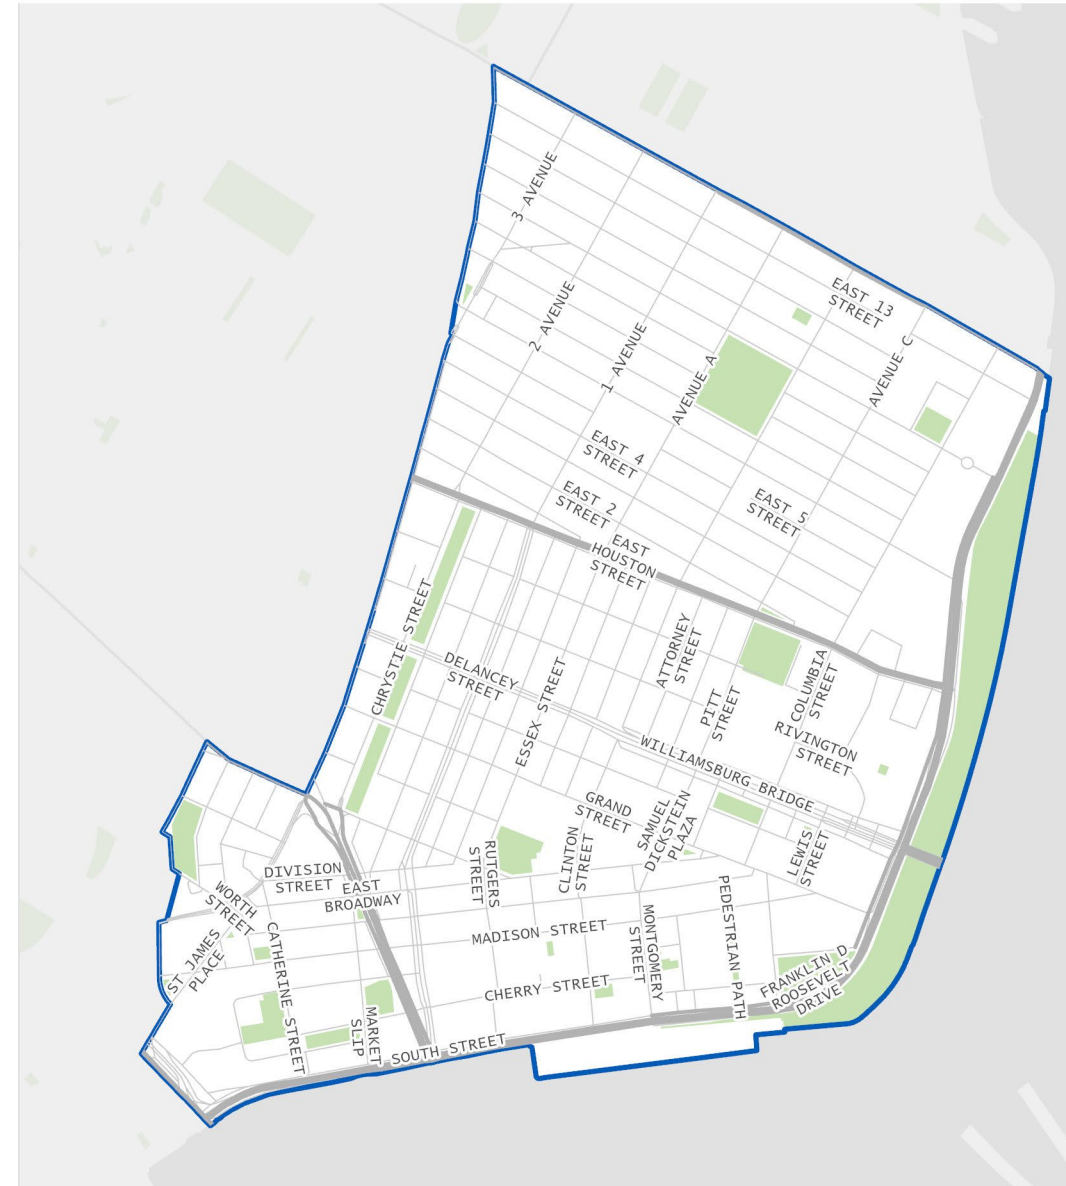 3 AVENUE
EAST 13
STREET
2 AVENUE
1 AVENUE
AVENUE A
AVENUE C
EAST 4
STREET
EAST 2
STREET
EAST 5
STREET
EAST
HOUSTON
STREET
CHRYSTIE STREET
ATTORNEY
STREET
DELANCEY
STREET
ESSEX STREET
PITT
STREET
COLUMBIA
STREET
RIVINGTON
STREET
WILLIAMSBURG BRIDGE
GRAND
STREET
SAMUEL
DICKSTEIN
PLAZA
LEWIS
STREET
CLINTON
STREET
RUTGERS
STREET
DIVISION
STREET
EAST
BROADWAY
WORTH
STREET
ST JAMES
PLACE
CATHERINE STREET
MADISON STREET
MONTGOMERY
STREET
PEDESTRIAN PATH
CHERRY STREET
FRANKLIN D
ROOSEVELT
DRIVE
MARKET
SLIP
SOUTH STREET